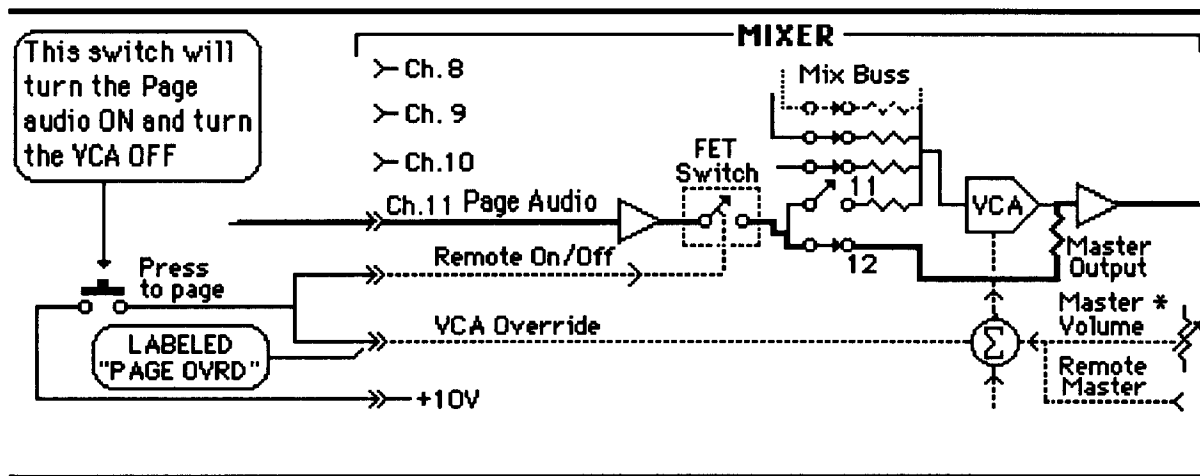 This switch will
turn the Page
audio ON and turn
the VCA OFF
MIXER
Ch.8
Ch.9
Ch.10
Ch.11 Page Audio
FET
Switch
Mix Buss
11
12
VCA
Master
Output
Remote On/Off
Press
to page
VCA Override
LABELED
"PAGE OVRD"
+10V
Σ
Master *
Volume
Remote
Master